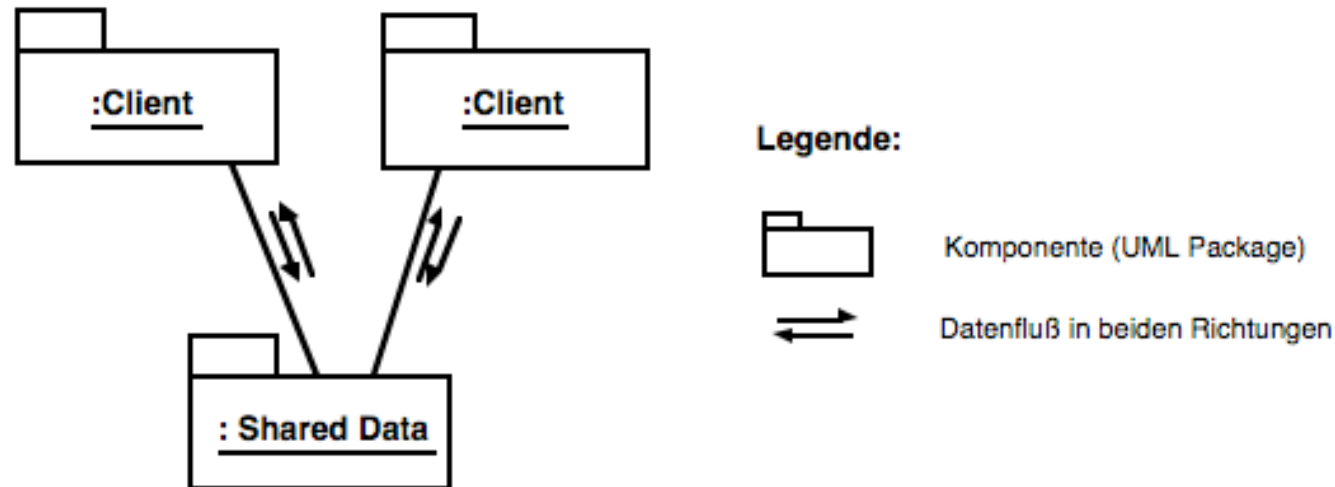 :Client
:Client
Legende:
Komponente (UML Package)
Datenfluß in beiden Richtungen
: Shared Data